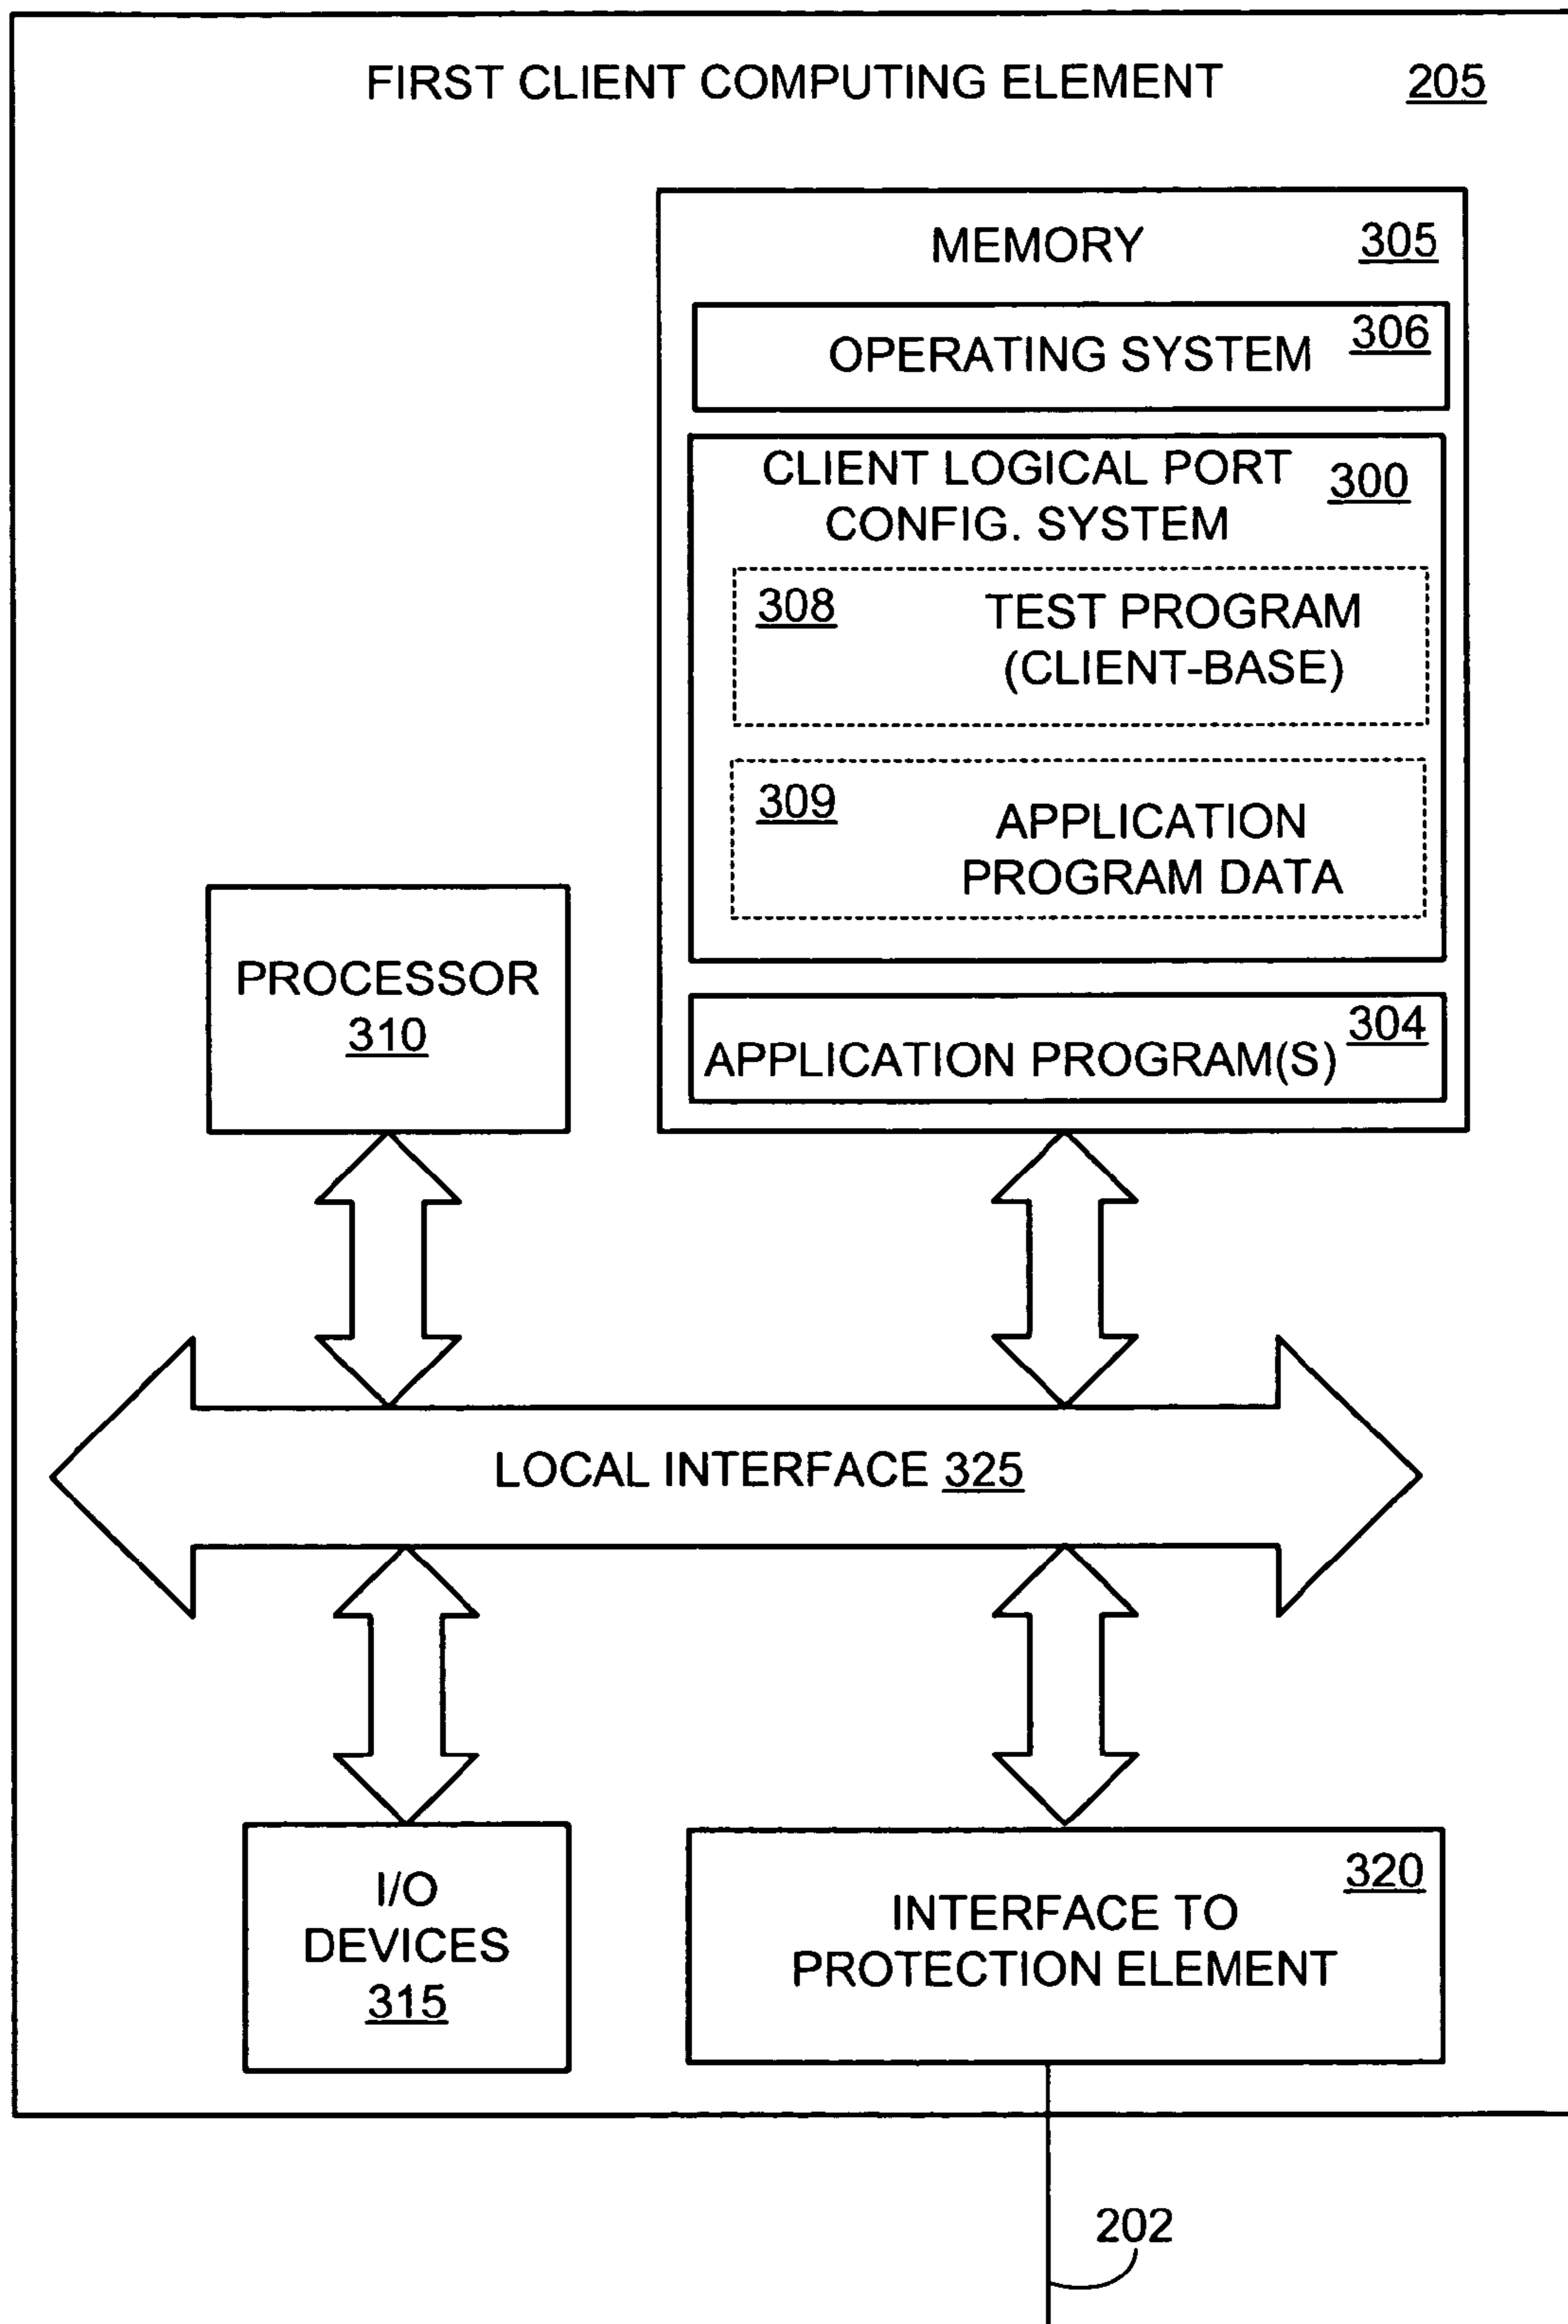 FIRST CLIENT COMPUTING ELEMENT 205
MEMORY 305
OPERATING SYSTEM 306
CLIENT LOGICAL PORT 300
CONFIG. SYSTEM
308 TEST PROGRAM
(CLIENT-BASE)
309 APPLICATION
PROGRAM DATA
PROCESSOR
310
APPLICATION PROGRAM(S) 304
LOCAL INTERFACE 325
I/O
DEVICES
315
INTERFACE TO 320
PROTECTION ELEMENT
202